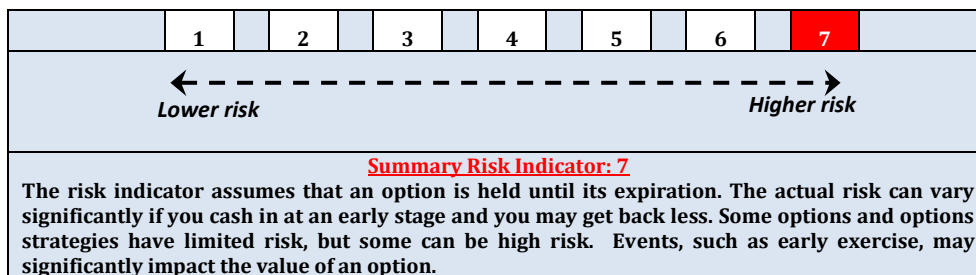 1 2 3 4 5 6 7
Lower risk Higher risk
Summary Risk Indicator: 7
The risk indicator assumes that an option is held until its expiration. The actual risk can vary
significantly if you cash in at an early stage and you may get back less. Some options and options
strategies have limited risk, but some can be high risk. Events, such as early exercise, may
significantly impact the value of an option.